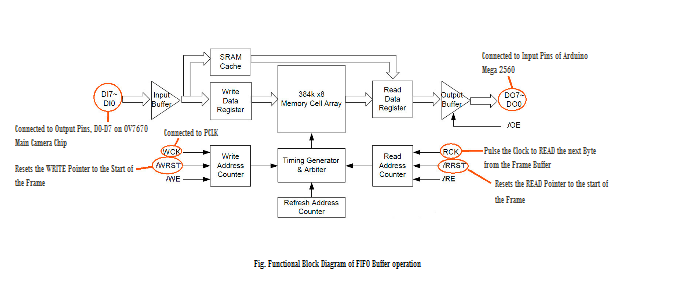 SRAM
Cache
Connected to Input Pins of Arduino
Mega 2560
DI7~
DI0
Input
Buffer
Write
Data
Register
384k x8
Memory Cell Array
Read
Data
Register
Output
Buffer
DO7~
DO0
/OE
Connected to Output Pins, D0-D7 on OV7670
Main Camera Chip
Connected to PCLK
WCK
/WRST
/WE
Resets the WRITE Pointer to the Start of
the Frame
Write
Address
Counter
Timing Generator
& Arbiter
Read
Address
Counter
RCK
/RRST
/RE
Pulse the Clock to READ the next Byte
from the Frame Buffer
Resets the READ Pointer to the start of
the Frame
Refresh Address
Counter
Fig. Functional Block Diagram of FIFO Buffer operation